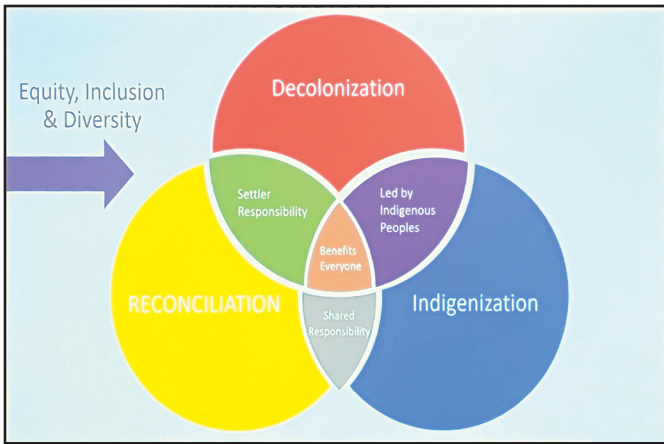 Equity, Inclusion
& Diversity
Decolonization
Settler
Responsibility
Led by
Indigenous
Peoples
Benefits
Everyone
RECONCILIATION
Indigenization
Shared
Responsibility